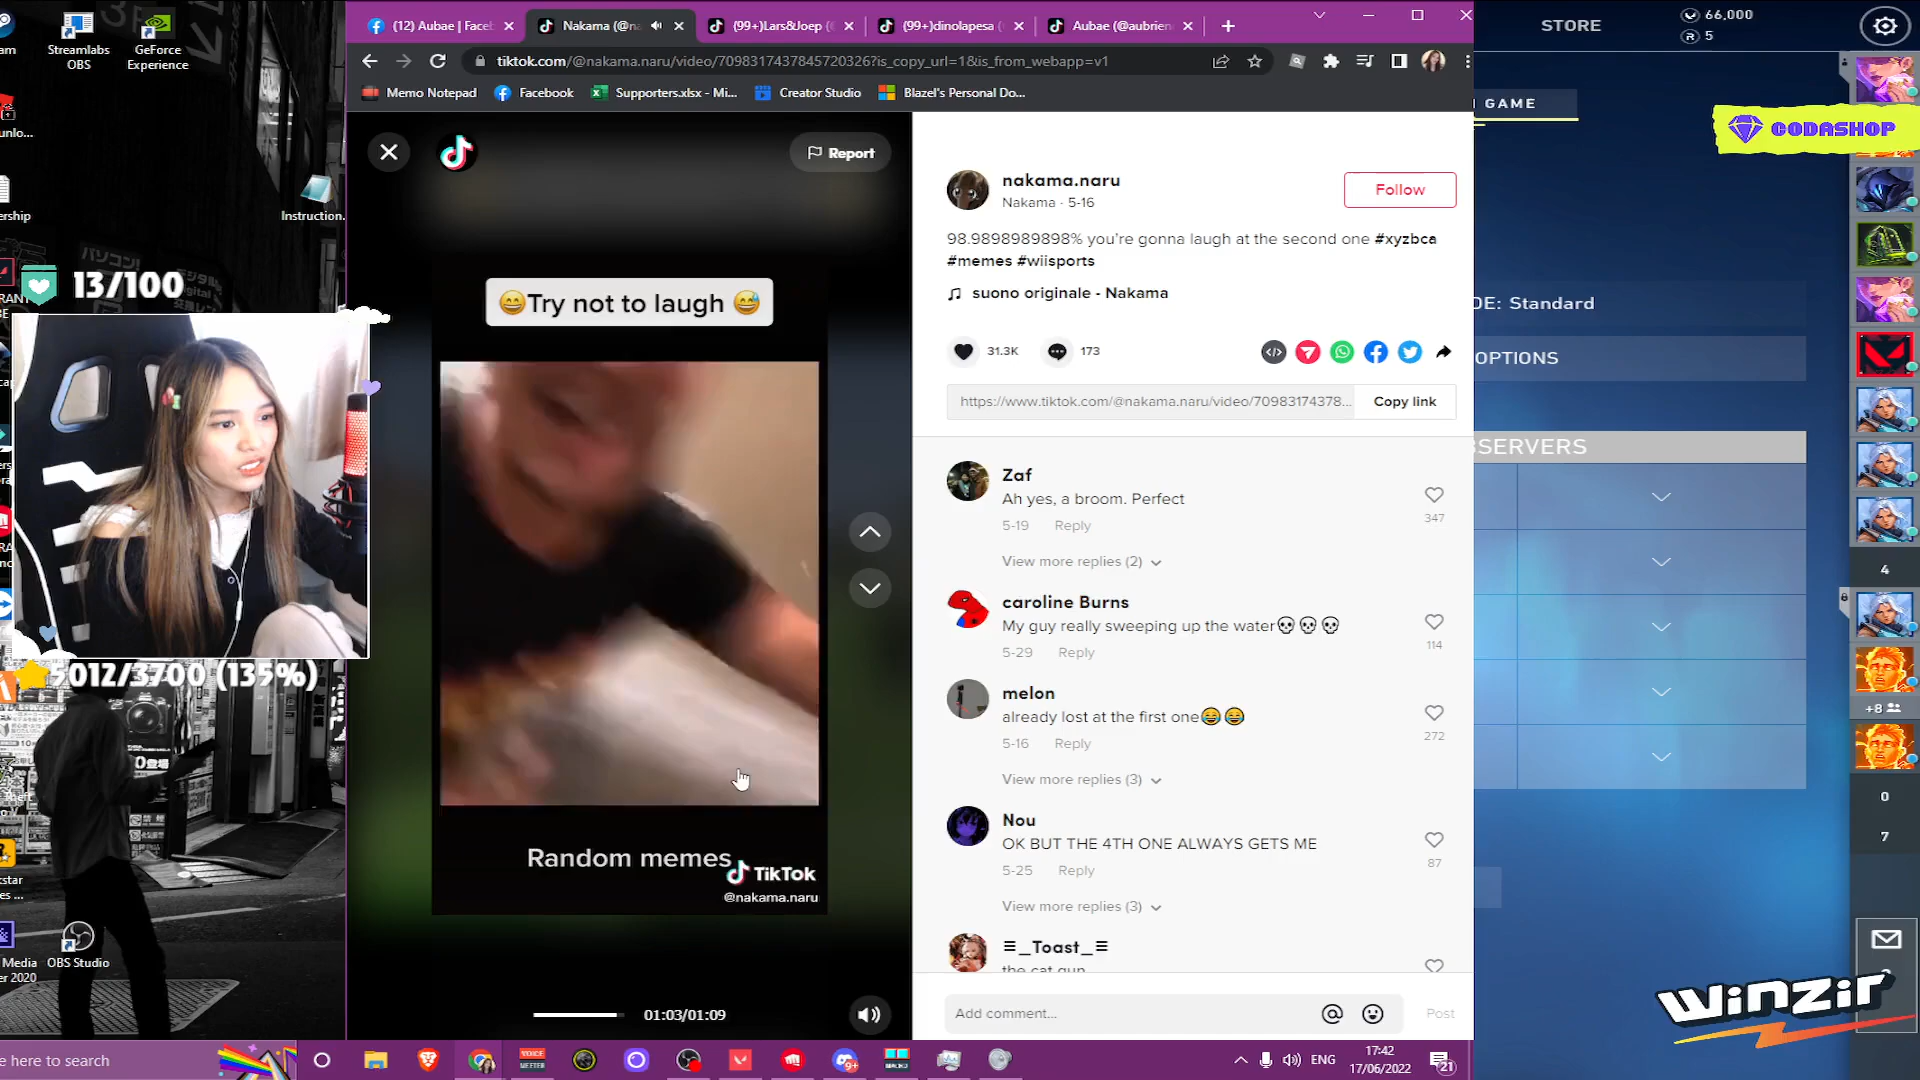 Streamlabs
OBS
GeForce
Experience
(12) Aubae | Faceb
Nakama (@na
(99+)Lars&Joep (
(99+)dinolapesa (
Aubae (@aubrien
tiktok.com/@nakama.naru/video/7098317437845720326?is_copy_url=1&is_from_webapp=v1
Memo Notepad
Facebook
Supporters.xlsx - Mi...
Creator Studio
Blazel's Personal Do...
STORE
66,000
5
GAME
CODASHOP
Report
nakama.naru
Nakama · 5-16
Follow
98.9898989898% you're gonna laugh at the second one #xyzbca
#memes #wiisports
suono originale - Nakama
31.3K
173
https://www.tiktok.com/@nakama.naru/video/70983174378...
Copy link
😄Try not to laugh 😅
Random memes
TikTok
@nakama.naru
01:03/01:09
Zaf
Ah yes, a broom. Perfect
5-19 Reply
347
View more replies (2)
caroline Burns
My guy really sweeping up the water💀💀💀
5-29 Reply
114
melon
already lost at the first one😂😂
5-16 Reply
272
View more replies (3)
Nou
OK BUT THE 4TH ONE ALWAYS GETS ME
5-25 Reply
87
View more replies (3)
≡_Toast_≡
the cat gun
Add comment...
Post
Instruction.
13/100
5012/3700 (135%)
OBS Studio
Media
2020
DE: Standard
OPTIONS
SERVERS
4
+8
0
7
WINZIR
here to search
ENG
17:42
17/06/2022
21